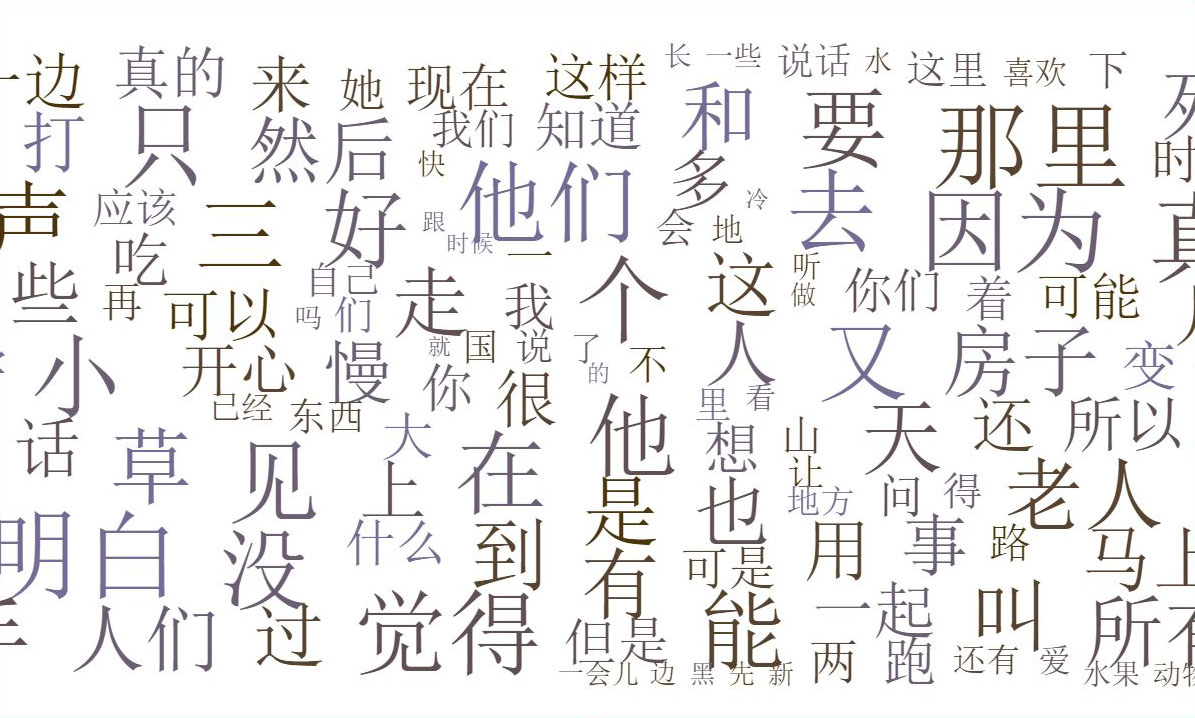 一边 真的 来 她 现在 这样 长 一些 说话 水 这里 喜欢 下
打 只 然后 我们 知道 和 要 那里 时
快 他们 多 去 因为 真
声 应该 三 好 跟 时候 会 地 冷
吃 一 个 这 听 做 你们 着 可能
些 再 可以 自己 吗 们 走 我
小 开心 慢 就 国 说 了 的 不 人 又 房子 变
已经 东西 你 很 他 里 看 天 还 所以
话 草 见 大 上 在 想 山 让 地方 问 得 老人
明白 没 什么 到 是 有 也 可是 用 事 路 马上
人们 过 觉得 但是 能 一起 叫 所有
一会儿 边 黑 先 新 两 跑 还有 爱 水果 动物